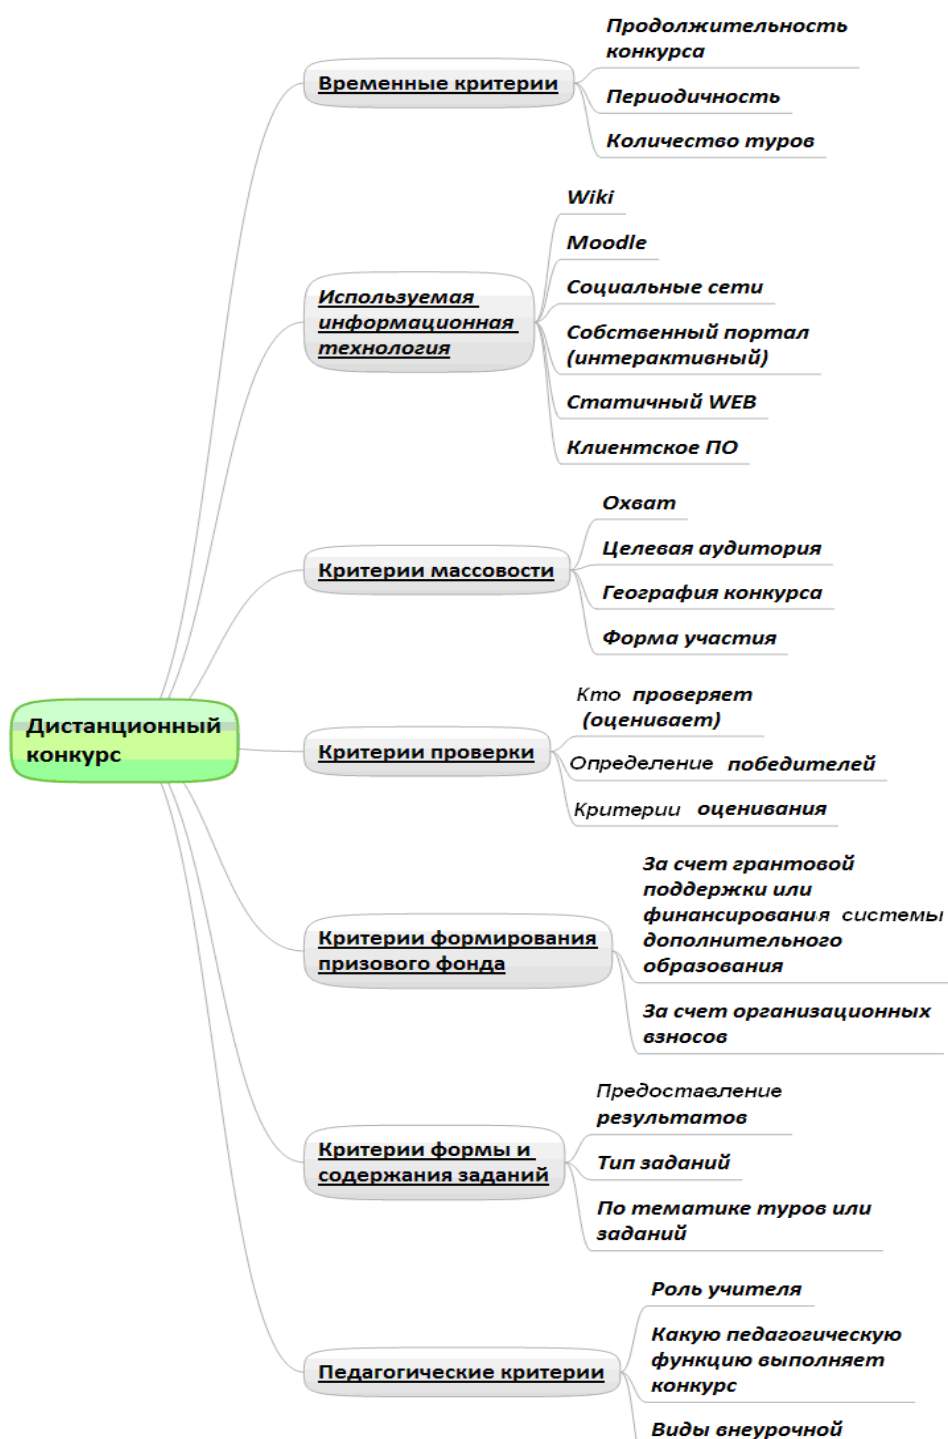 Дистанционный
конкурс
Временные критерии
Продолжительность
конкурса
Периодичность
Количество туров
Используемая
информационная
технология
Wiki
Moodle
Социальные сети
Собственный портал
(интерактивный)
Статичный WEB
Клиентское ПО
Критерии массовости
Охват
Целевая аудитория
География конкурса
Форма участия
Критерии проверки
Кто проверяет
(оценивает)
Определение победителей
Критерии оценивания
Критерии формирования
призового фонда
За счет грантовой
поддержки или
финансирования системы
дополнительного
образования
За счет организационных
взносов
Критерии формы и
содержания заданий
Предоставление
результатов
Тип заданий
По тематике туров или
заданий
Педагогические критерии
Роль учителя
Какую педагогическую
функцию выполняет
конкурс
Виды внеурочной